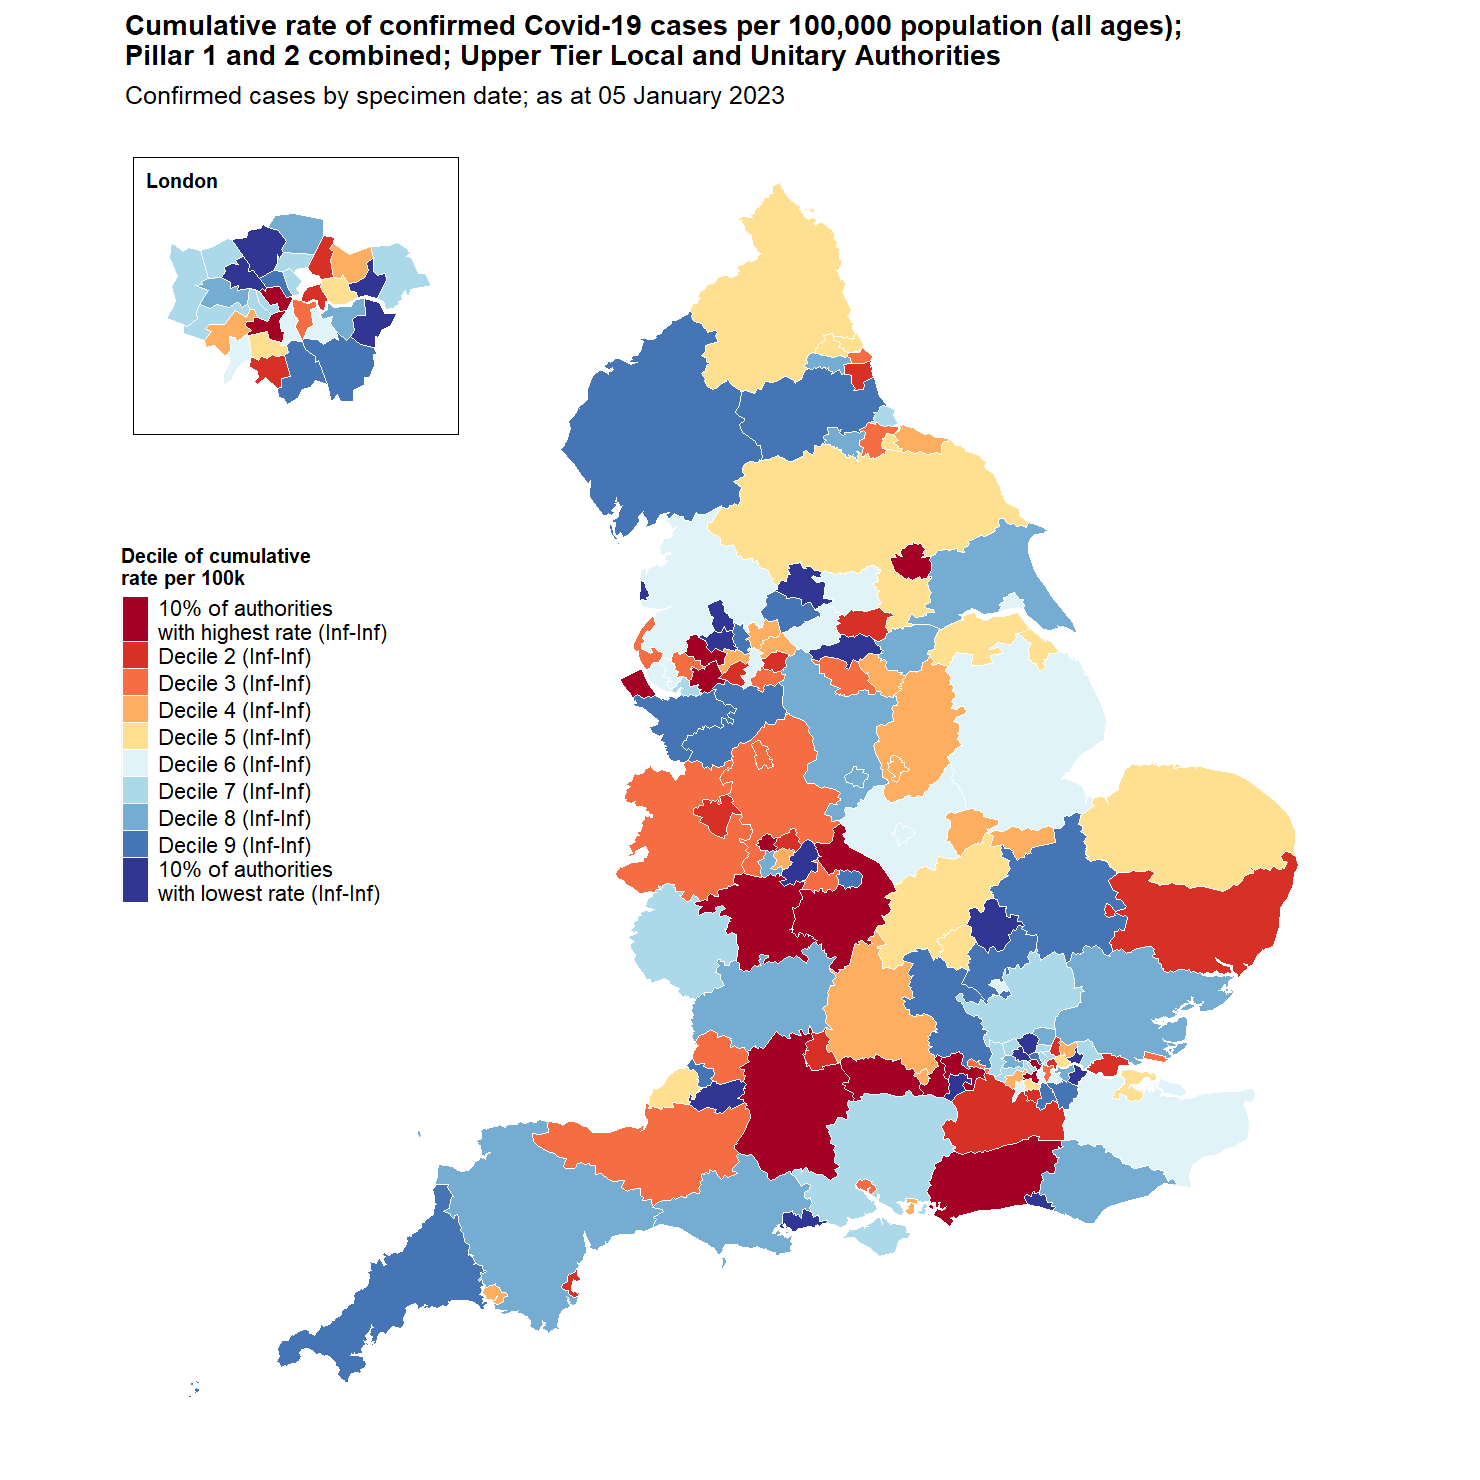 Cumulative rate of confirmed Covid-19 cases per 100,000 population (all ages);
Pillar 1 and 2 combined; Upper Tier Local and Unitary Authorities
Confirmed cases by specimen date; as at 05 January 2023
London
Decile of cumulative
rate per 100k
10% of authorities
with highest rate (Inf-Inf)
Decile 2 (Inf-Inf)
Decile 3 (Inf-Inf)
Decile 4 (Inf-Inf)
Decile 5 (Inf-Inf)
Decile 6 (Inf-Inf)
Decile 7 (Inf-Inf)
Decile 8 (Inf-Inf)
Decile 9 (Inf-Inf)
10% of authorities
with lowest rate (Inf-Inf)